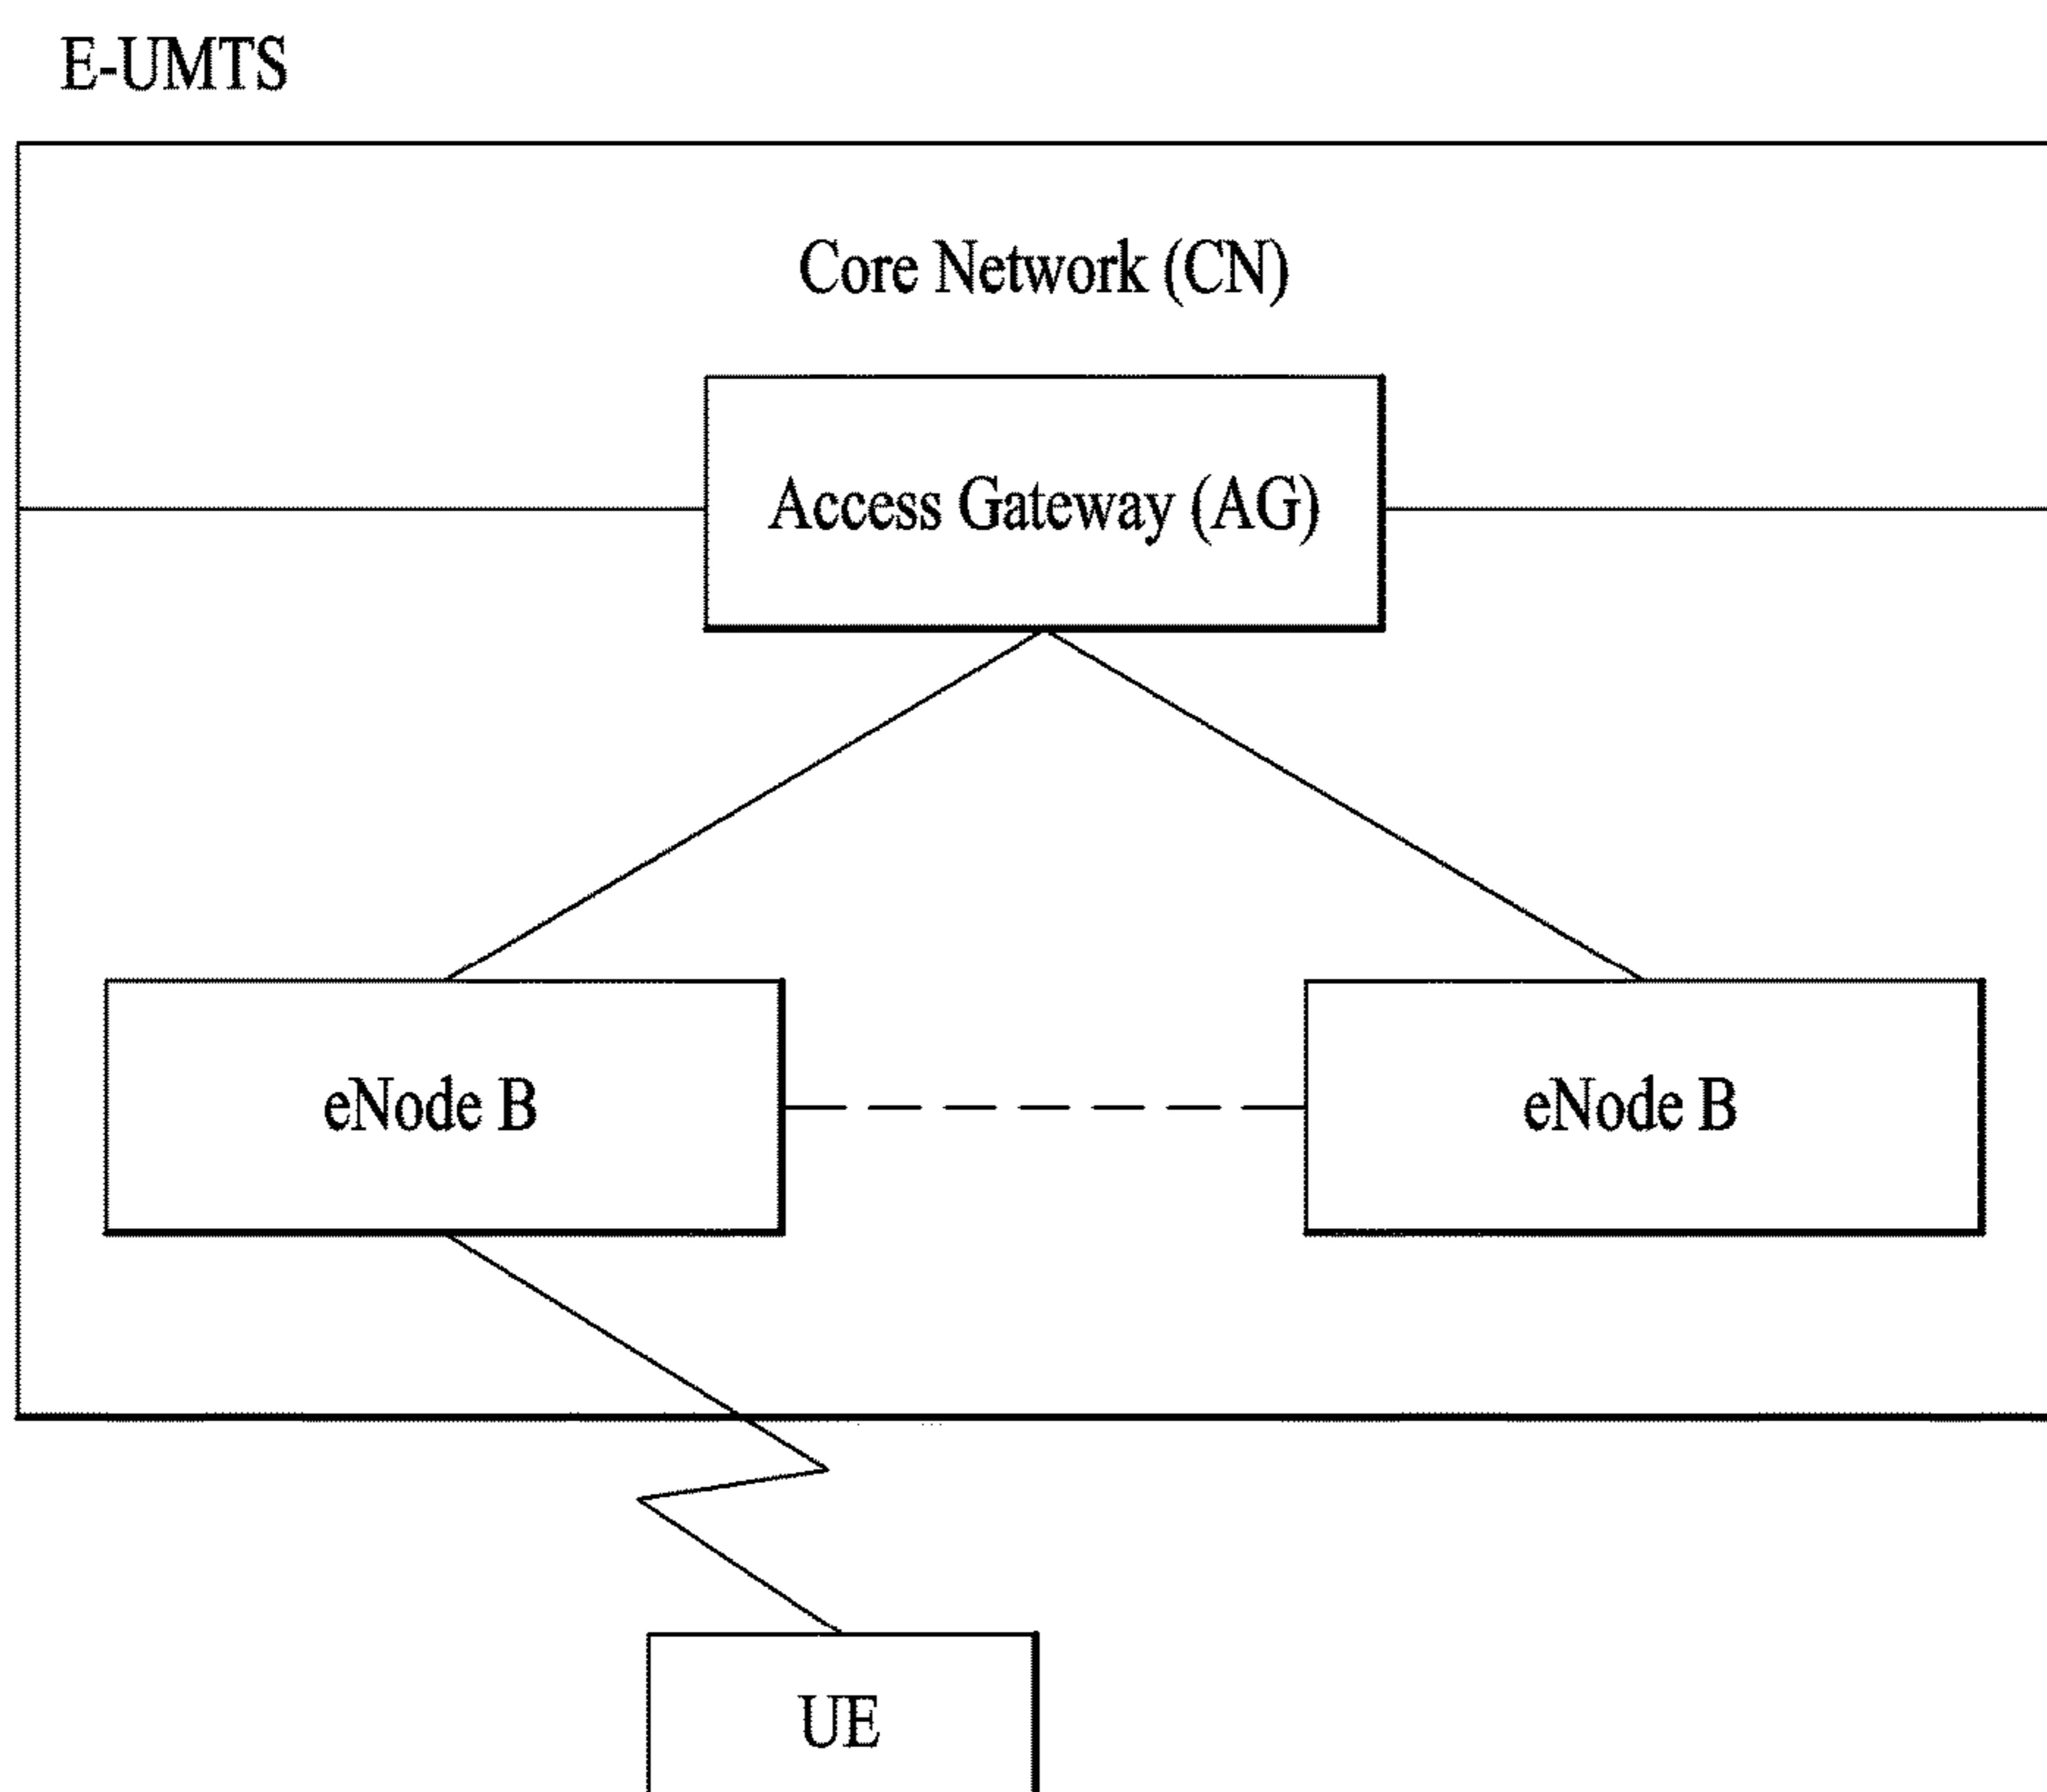 E-UMTS
Core Network (CN)
Access Gateway (AG)
eNode B
eNode B
UE